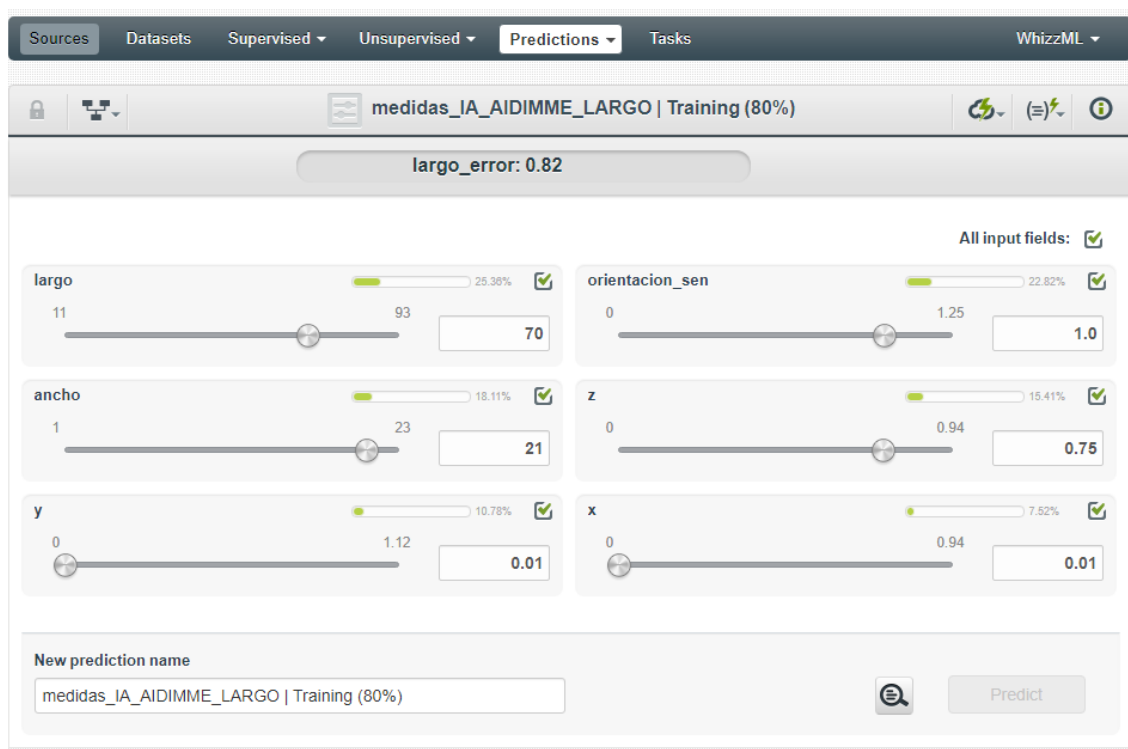 Sources Datasets Supervised Unsupervised Predictions Tasks WhizzML
medidas_IA_AIDIMME_LARGO | Training (80%)
largo_error: 0.82
All input fields:
largo 25.36%
11 93
70
orientacion_sen 22.82%
0 1.25
1.0
ancho 18.11%
1 23
21
z 15.41%
0 0.94
0.75
y 10.78%
0 1.12
0.01
x 7.52%
0 0.94
0.01
New prediction name
medidas_IA_AIDIMME_LARGO | Training (80%)
Predict